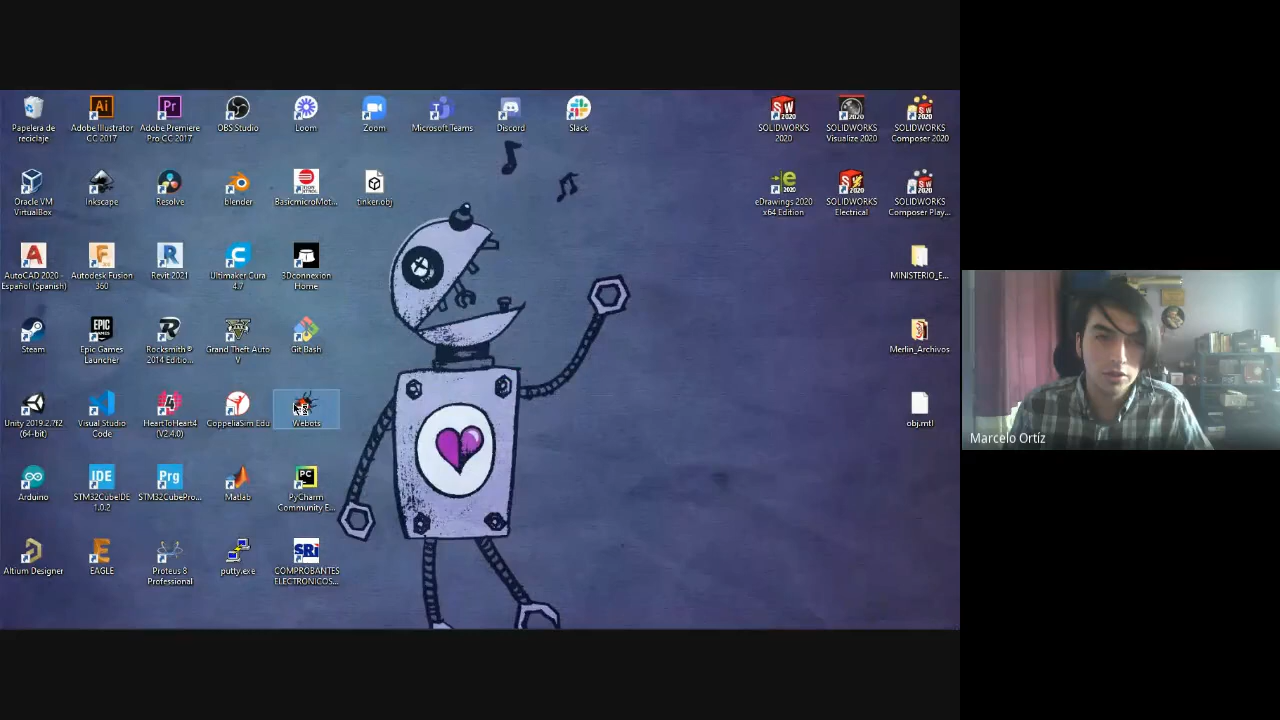 Papelera de
reciclaje
Adobe Illustrator
CC 2017
Adobe Premiere
Pro CC 2017
OBS Studio
Loom
Zoom
Microsoft Teams
Discord
Slack
SOLIDWORKS
2020
SOLIDWORKS
Visualize 2020
SOLIDWORKS
Composer 2020
Oracle VM
VirtualBox
Inkscape
Resolve
blender
BasicmicroMot...
tinker.obj
eDrawings 2020
x64 Edition
SOLIDWORKS
Electrical
SOLIDWORKS
Composer Play...
AutoCAD 2020 -
Español (Spanish)
Autodesk Fusion
360
Revit 2021
Ultimaker Cura
4.7
3Dconnexion
Home
MINISTERIO_E...
Steam
Epic Games
Launcher
Rocksmith®
2014 Editio...
Grand Theft Auto
V
Git Bash
Merlin_Archivos
Unity 2019.2.7f2
(64-bit)
Visual Studio
Code
HeartToHeart4
(V2.4.0)
CoppeliaSim Edu
Webots
obj.mtl
Arduino
STM32CubeIDE
1.0.2
STM32CubePro...
Matlab
PyCharm
Community E...
Altium Designer
EAGLE
Proteus 8
Professional
putty.exe
COMPROBANTES
ELECTRONICOS...
Marcelo Ortíz